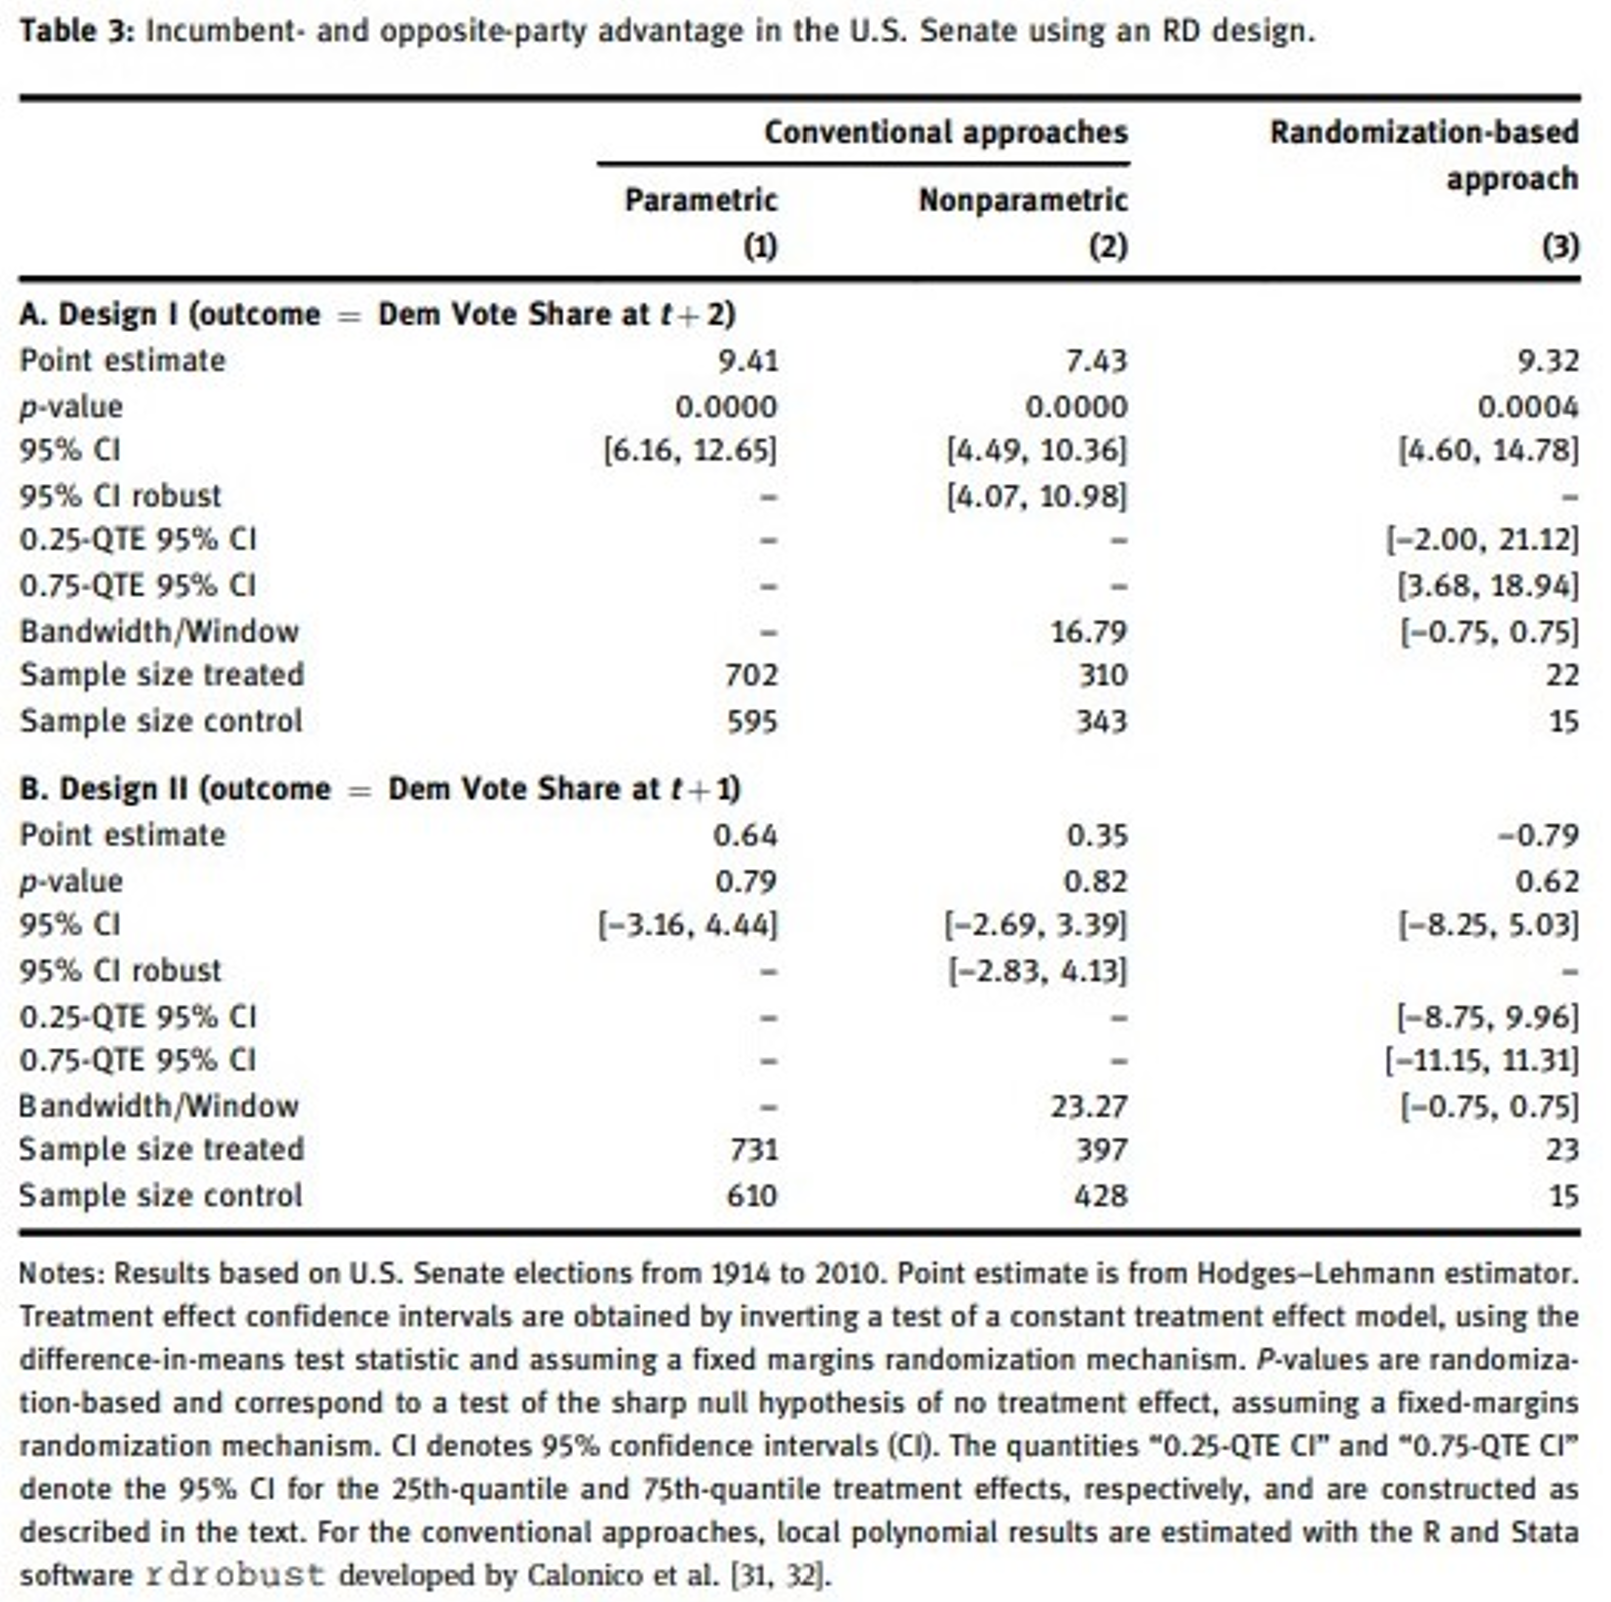 Table 3: Incumbent- and opposite-party advantage in the U.S. Senate using an RD design.
Conventional approaches Randomization-based
approach
Parametric Nonparametric
(1) (2) (3)
A. Design I (outcome = Dem Vote Share at t + 2)
Point estimate 9.41 7.43 9.32
p-value 0.0000 0.0000 0.0004
95% CI [6.16, 12.65] [4.49, 10.36] [4.60, 14.78]
95% CI robust – [4.07, 10.98] –
0.25-QTE 95% CI – – [–2.00, 21.12]
0.75-QTE 95% CI – – [3.68, 18.94]
Bandwidth/Window – 16.79 [–0.75, 0.75]
Sample size treated 702 310 22
Sample size control 595 343 15
B. Design II (outcome = Dem Vote Share at t + 1)
Point estimate 0.64 0.35 –0.79
p-value 0.79 0.82 0.62
95% CI [–3.16, 4.44] [–2.69, 3.39] [–8.25, 5.03]
95% CI robust – [–2.83, 4.13] –
0.25-QTE 95% CI – – [–8.75, 9.96]
0.75-QTE 95% CI – – [–11.15, 11.31]
Bandwidth/Window – 23.27 [–0.75, 0.75]
Sample size treated 731 397 23
Sample size control 610 428 15
Notes: Results based on U.S. Senate elections from 1914 to 2010. Point estimate is from Hodges–Lehmann estimator.
Treatment effect confidence intervals are obtained by inverting a test of a constant treatment effect model, using the
difference-in-means test statistic and assuming a fixed margins randomization mechanism. P-values are randomiza-
tion-based and correspond to a test of the sharp null hypothesis of no treatment effect, assuming a fixed-margins
randomization mechanism. CI denotes 95% confidence intervals (CI). The quantities “0.25-QTE CI” and “0.75-QTE CI”
denote the 95% CI for the 25th-quantile and 75th-quantile treatment effects, respectively, and are constructed as
described in the text. For the conventional approaches, local polynomial results are estimated with the R and Stata
software rdrobust developed by Calonico et al. [31, 32].